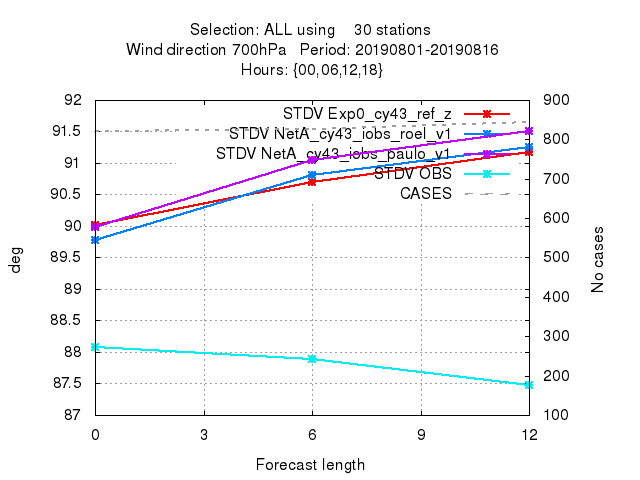 Selection: ALL using 30 stations
Wind direction 700hPa Period: 20190801-20190816
Hours: {00,06,12,18}
STDV Exp0_cy43_ref_z
STDV NetA_cy43_iobs_roel_v1
STDV NetA_cy43_iobs_paulo_v1
STDV OBS
CASES
92
91.5
91
90.5
90
89.5
89
88.5
88
87.5
87
deg
900
800
700
600
500
400
300
200
100
No cases
0 3 6 9 12
Forecast length